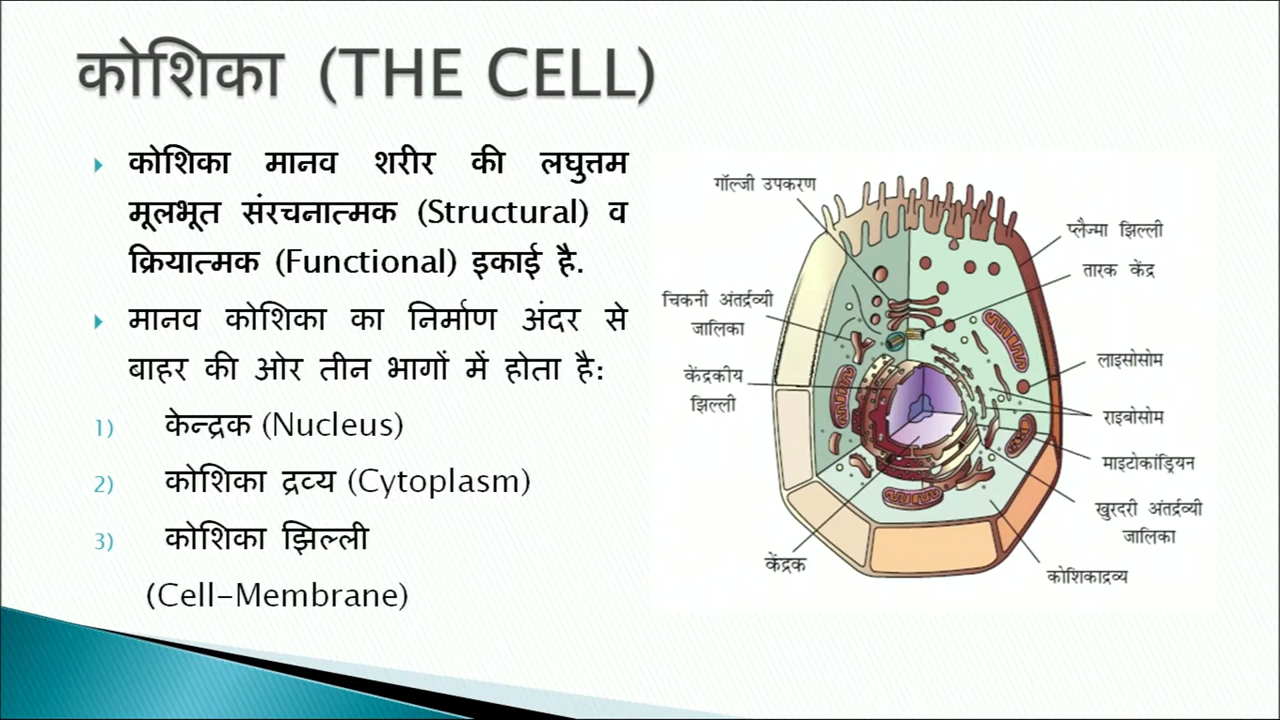 कोशिका (THE CELL)
कोशिका मानव शरीर की लघुत्तम
मूलभूत संरचनात्मक (Structural) व
क्रियात्मक (Functional) इकाई है.
मानव कोशिका का निर्माण अंदर से
बाहर की ओर तीन भागों में होता है:
1) केन्द्रक (Nucleus)
2) कोशिका द्रव्य (Cytoplasm)
3) कोशिका झिल्ली
(Cell-Membrane)
गॉल्जी उपकरण
चिकनी अंतर्द्रव्यी
जालिका
केंद्रकीय
झिल्ली
केंद्रक
प्लैज्मा झिल्ली
तारक केंद्र
लाइसोसोम
राइबोसोम
माइटोकांड्रियन
खुरदरी अंतर्द्रव्यी
जालिका
कोशिकाद्रव्य